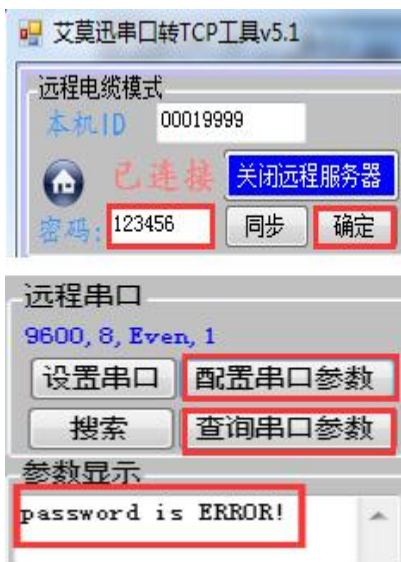 艾莫迅串口转TCP工具v5.1
远程电缆模式
本机ID 00019999
已连接 关闭远程服务器
密码: 123456 同步 确定
远程串口
9600, 8, Even, 1
设置串口 配置串口参数
搜索 查询串口参数
参数显示
password is ERROR!